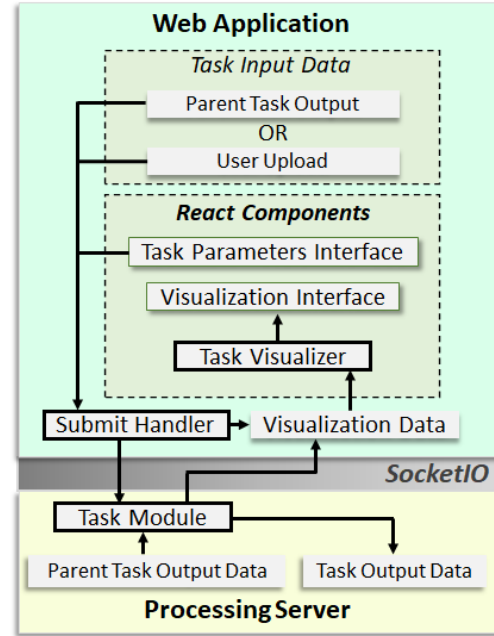 Web Application
Task Input Data
Parent Task Output
OR
User Upload
React Components
Task Parameters Interface
Visualization Interface
Task Visualizer
Submit Handler
Visualization Data
SocketIO
Task Module
Parent Task Output Data
Task Output Data
Processing Server